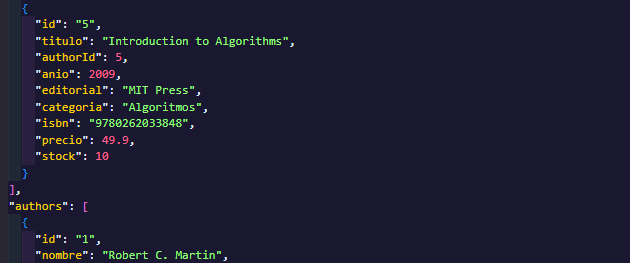 {
"id": "5",
"titulo": "Introduction to Algorithms",
"authorId": 5,
"anio": 2009,
"editorial": "MIT Press",
"categoria": "Algoritmos",
"isbn": "9780262033848",
"precio": 49.9,
"stock": 10
}
],
"authors": [
{
"id": "1",
"nombre": "Robert C. Martin",